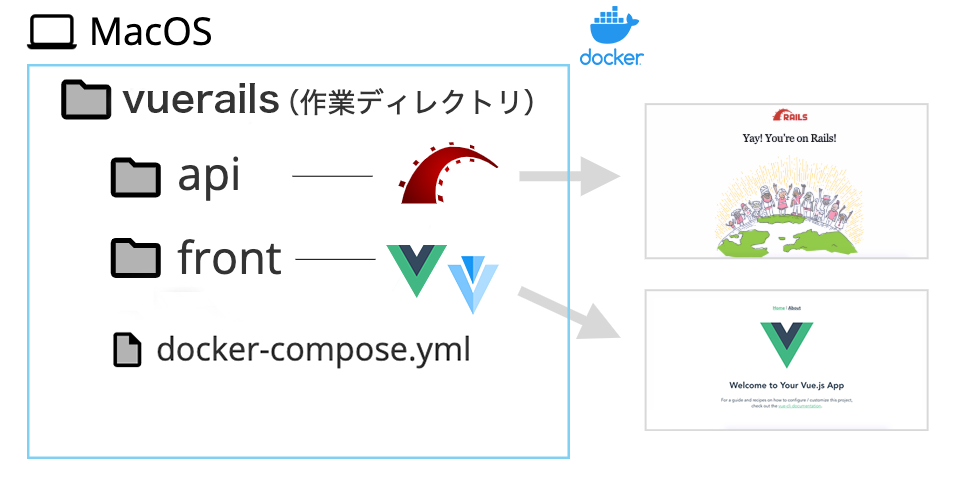 MacOS
docker
vuerails（作業ディレクトリ）
api
front
docker-compose.yml
RAILS
Yay! You're on Rails!
Home | About
Welcome to Your Vue.js App
For a guide and recipes on how to configure / customize this project,
check out the vue-cli documentation.